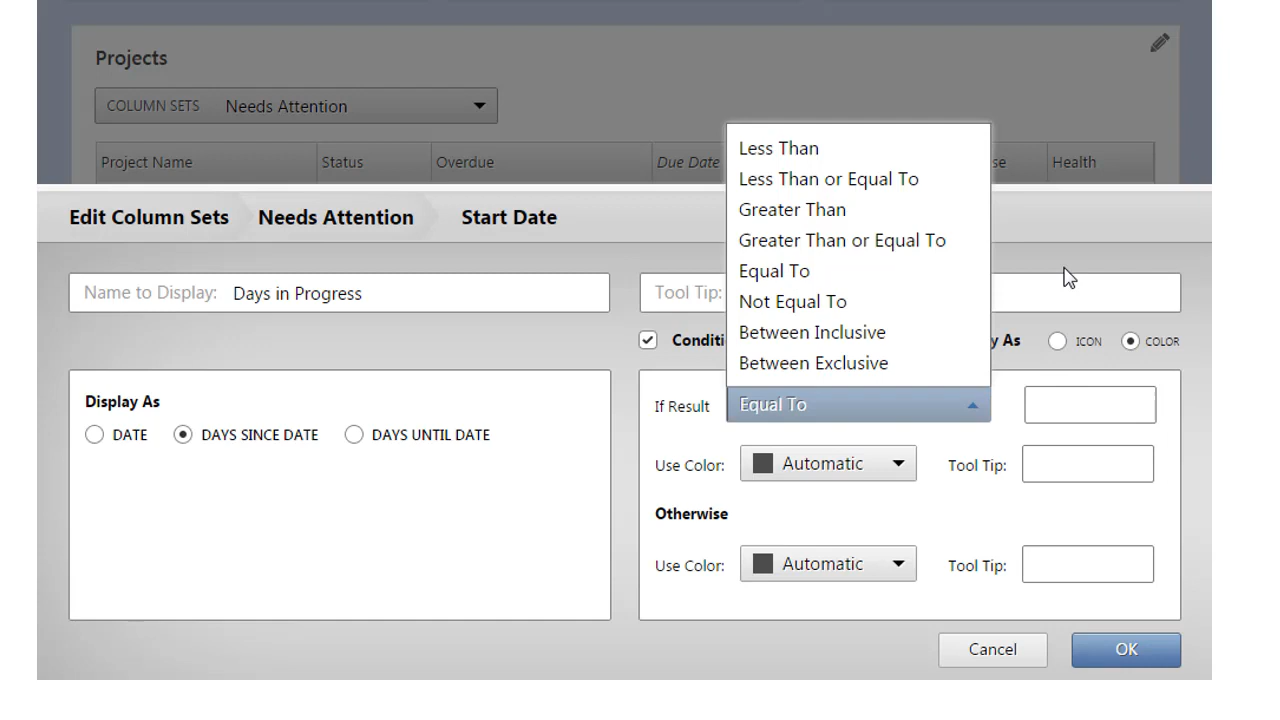 Projects
COLUMN SETS Needs Attention
Project Name Status Overdue Due Date Health
Less Than
Less Than or Equal To
Greater Than
Greater Than or Equal To
Equal To
Not Equal To
Between Inclusive
Between Exclusive
Edit Column Sets Needs Attention Start Date
Name to Display: Days in Progress
Tool Tip:
ICON COLOR
Display As
DATE DAYS SINCE DATE DAYS UNTIL DATE
If Result Equal To
Use Color: Automatic Tool Tip:
Otherwise
Use Color: Automatic Tool Tip:
Cancel OK